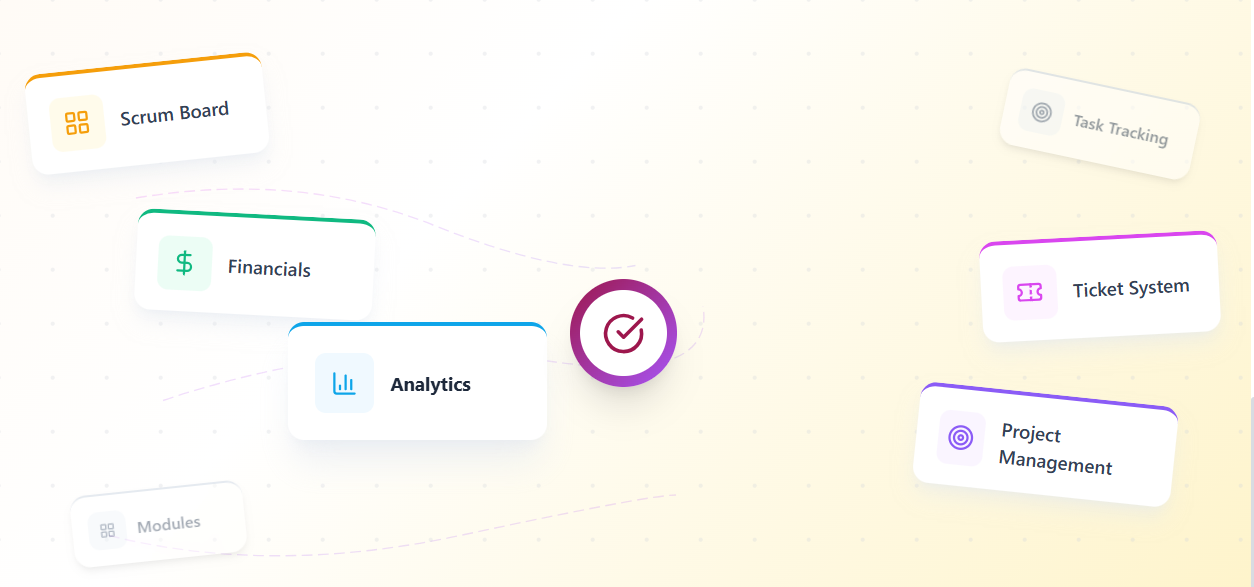 Scrum Board
Task Tracking
Financials
Ticket System
Analytics
Project
Management
Modules